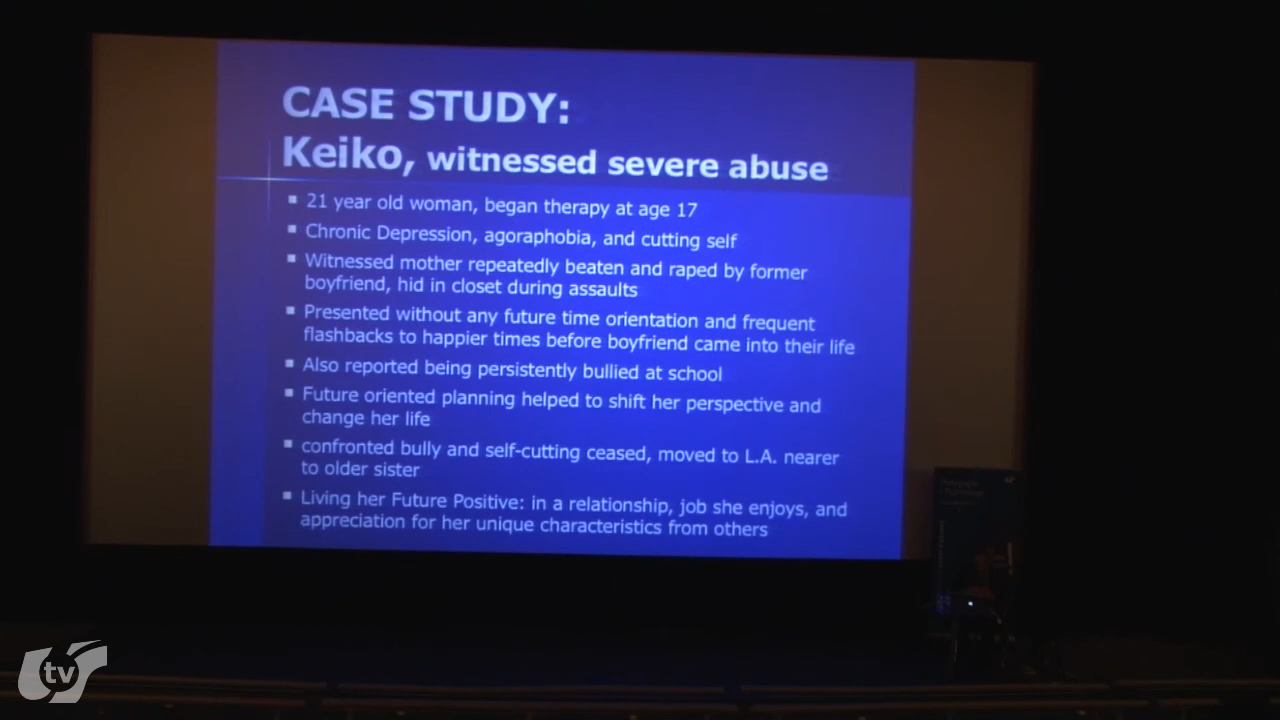 CASE STUDY:
Keiko, witnessed severe abuse
21 year old woman, began therapy at age 17
Chronic Depression, agoraphobia, and cutting self
Witnessed mother repeatedly beaten and raped by former
boyfriend, hid in closet during assaults
Presented without any future time orientation and frequent
flashbacks to happier times before boyfriend came into their life
Also reported being persistently bullied at school
Future oriented planning helped to shift her perspective and
change her life
confronted bully and self-cutting ceased, moved to L.A. nearer
to older sister
Living her Future Positive: in a relationship, job she enjoys, and
appreciation for her unique characteristics from others
tv